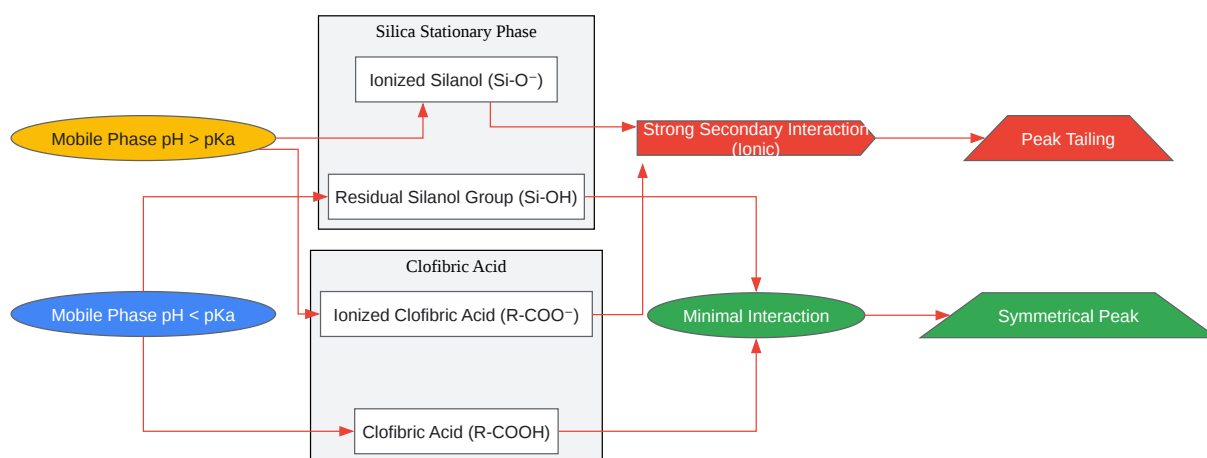 Silica Stationary Phase
Ionized Silanol (Si-O⁻)
Mobile Phase pH > pKa
Strong Secondary Interaction
(Ionic)
Peak Tailing
Residual Silanol Group (Si-OH)
Clofibric Acid
Mobile Phase pH < pKa
Ionized Clofibric Acid (R-COO⁻)
Minimal Interaction
Symmetrical Peak
Clofibric Acid (R-COOH)